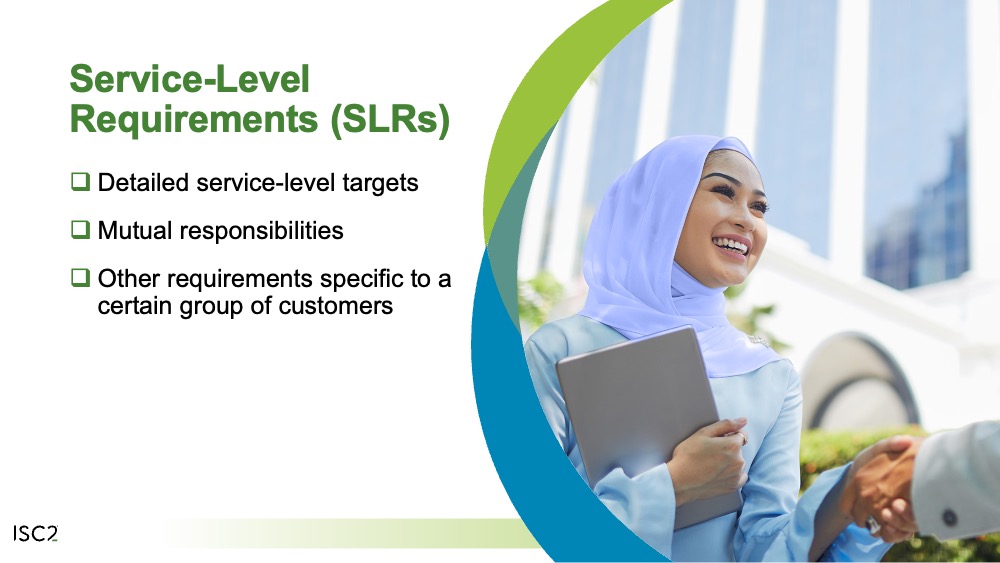 Service-Level
Requirements (SLRs)
Detailed service-level targets
Mutual responsibilities
Other requirements specific to a
certain group of customers
ISC2